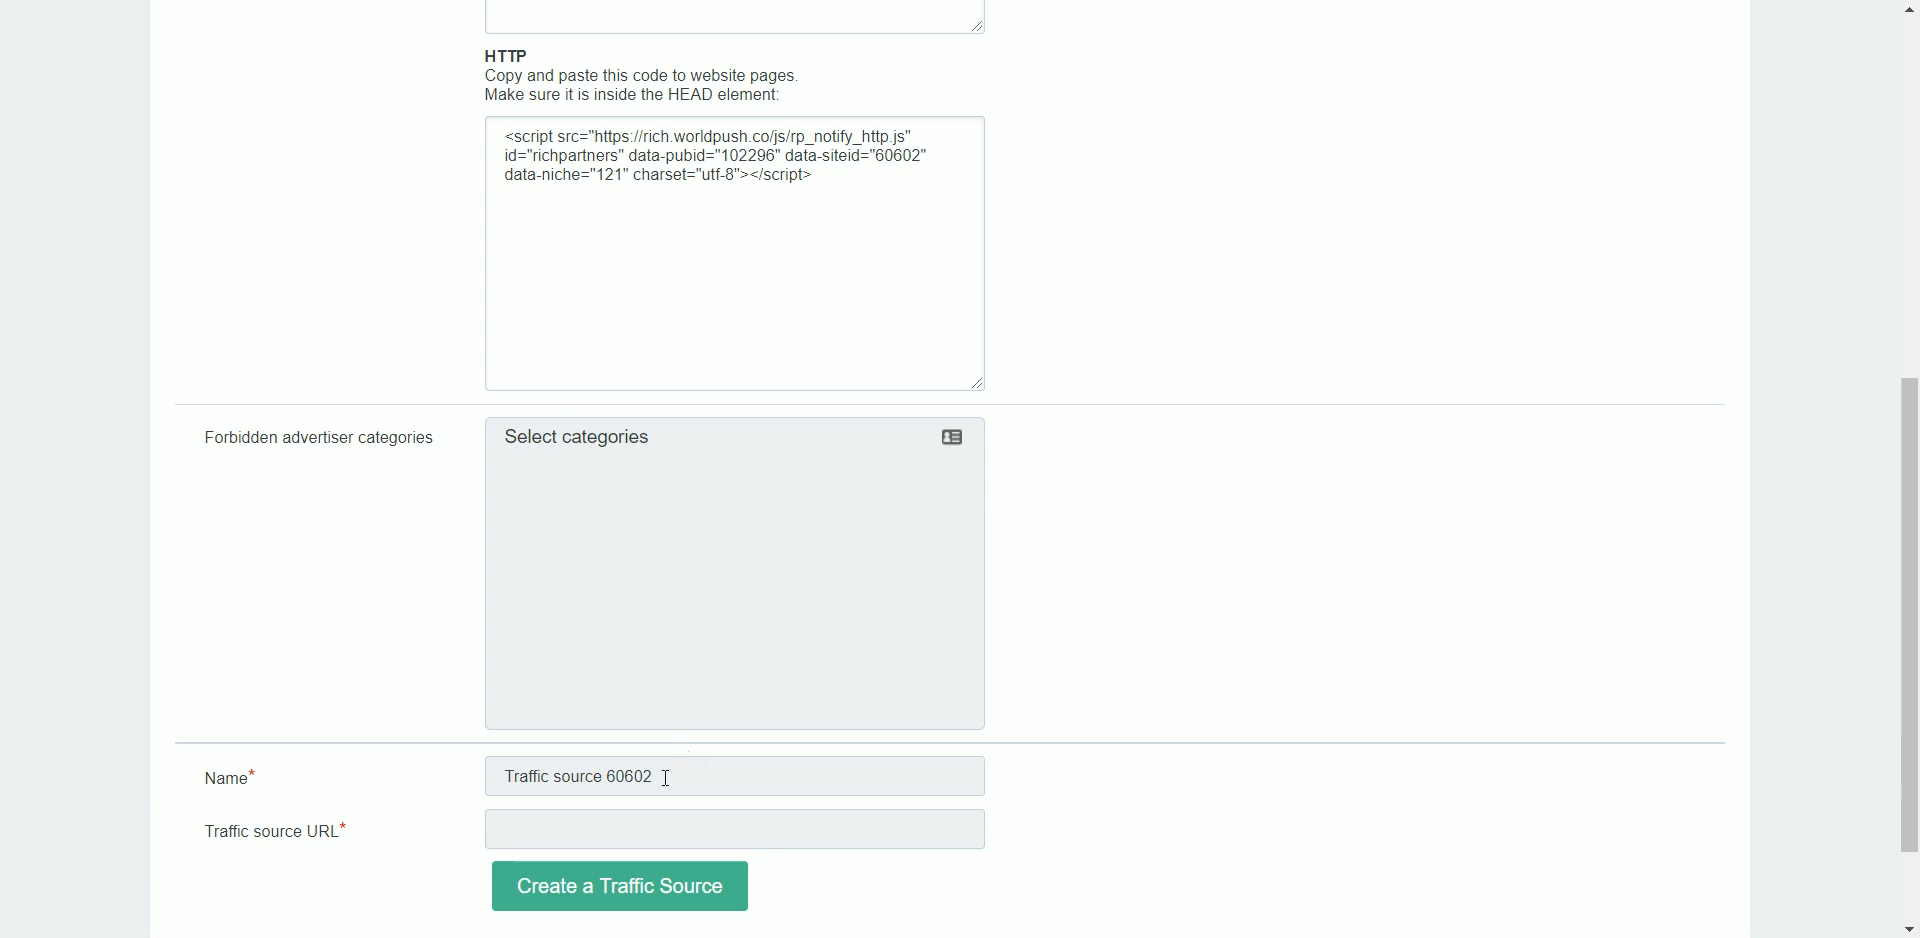 HTTP
Copy and paste this code to website pages.
Make sure it is inside the HEAD element:
<script src="https://rich.worldpush.co/js/rp_notify_http.js"
id="richpartners" data-pubid="102296" data-siteid="60602"
data-niche="121" charset="utf-8"></script>
Forbidden advertiser categories
Select categories
Name*
Traffic source 60602
Traffic source URL*
Create a Traffic Source